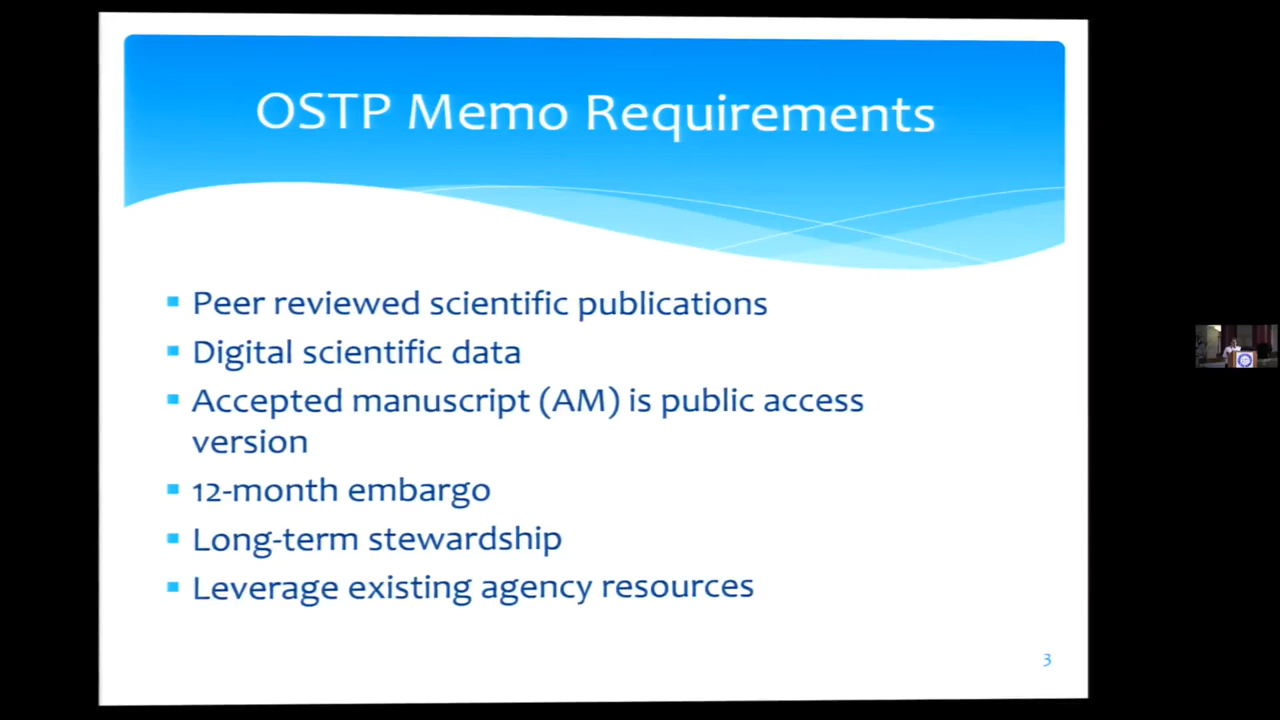 OSTP Memo Requirements
Peer reviewed scientific publications
Digital scientific data
Accepted manuscript (AM) is public access
version
12-month embargo
Long-term stewardship
Leverage existing agency resources
3